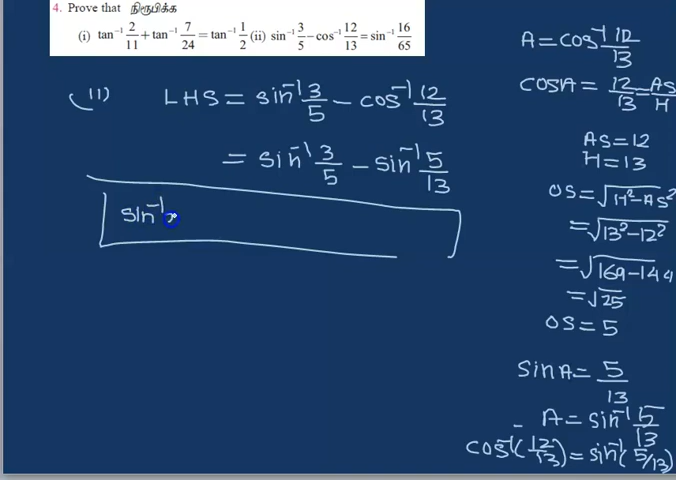 4. Prove that நிரூபிக்க
(i) tan⁻¹ 2/11 + tan⁻¹ 7/24 = tan⁻¹ 1/2 (ii) sin⁻¹ 3/5 − cos⁻¹ 12/13 = sin⁻¹ 16/65
(ii) LHS = sin⁻¹ 3/5 − cos⁻¹ 12/13
= sin⁻¹ 3/5 − sin⁻¹ 5/13
sin⁻¹x
A = cos⁻¹ 12/13
cosA = 12/13 = AS/H
AS = 12
H = 13
OS = √H²−AS²
= √13²−12²
= √169−144
= √25
OS = 5
sinA = 5/13
A = sin⁻¹ 5/13
cos⁻¹(12/13) = sin⁻¹(5/13)